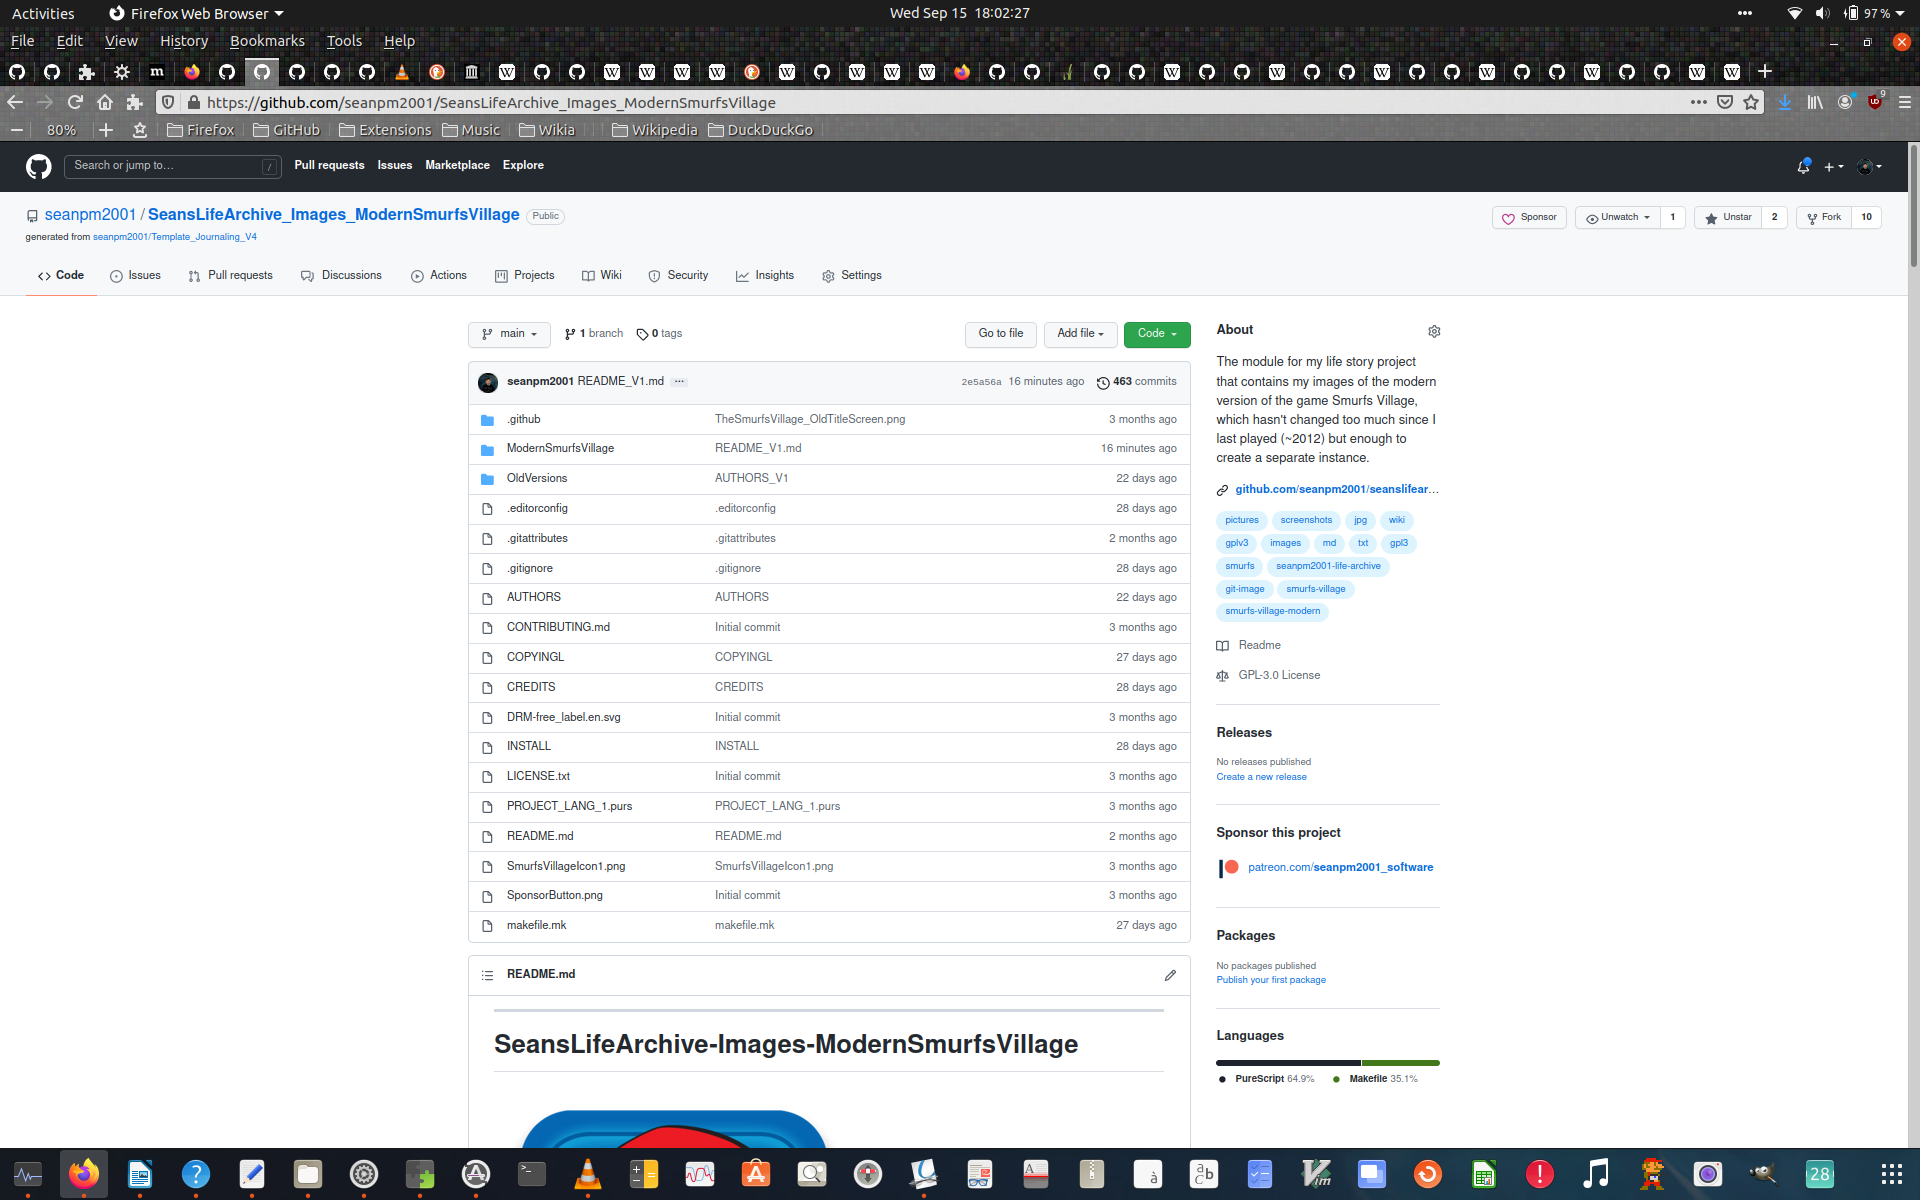 Activities Firefox Web Browser Wed Sep 15 18:02:27 97 %
File Edit View History Bookmarks Tools Help
https://github.com/seanpm2001/SeansLifeArchive_Images_ModernSmurfsVillage 9
80% Firefox GitHub Extensions Music Wikia Wikipedia DuckDuckGo
Search or jump to… / Pull requests Issues Marketplace Explore
seanpm2001 / SeansLifeArchive_Images_ModernSmurfsVillage Public Sponsor Unwatch 1 Unstar 2 Fork 10
generated from seanpm2001/Template_Journaling_V4
Code Issues Pull requests Discussions Actions Projects Wiki Security Insights Settings
main 1 branch 0 tags Go to file Add file Code
seanpm2001 README_V1.md ... 2e5a56a 16 minutes ago 463 commits
.github TheSmurfsVillage_OldTitleScreen.png 3 months ago
ModernSmurfsVillage README_V1.md 16 minutes ago
OldVersions AUTHORS_V1 22 days ago
.editorconfig .editorconfig 28 days ago
.gitattributes .gitattributes 2 months ago
.gitignore .gitignore 28 days ago
AUTHORS AUTHORS 22 days ago
CONTRIBUTING.md Initial commit 3 months ago
COPYINGL COPYINGL 27 days ago
CREDITS CREDITS 28 days ago
DRM-free_label.en.svg Initial commit 3 months ago
INSTALL INSTALL 28 days ago
LICENSE.txt Initial commit 3 months ago
PROJECT_LANG_1.purs PROJECT_LANG_1.purs 3 months ago
README.md README.md 2 months ago
SmurfsVillageIcon1.png SmurfsVillageIcon1.png 3 months ago
SponsorButton.png Initial commit 3 months ago
makefile.mk makefile.mk 27 days ago
README.md
SeansLifeArchive-Images-ModernSmurfsVillage
About
The module for my life story project
that contains my images of the modern
version of the game Smurfs Village,
which hasn't changed too much since I
last played (~2012) but enough to
create a separate instance.
github.com/seanpm2001/seanslifear…
pictures screenshots jpg wiki
gplv3 images md txt gpl3
smurfs seanpm2001-life-archive
git-image smurfs-village
smurfs-village-modern
Readme
GPL-3.0 License
Releases
No releases published
Create a new release
Sponsor this project
patreon.com/seanpm2001_software
Packages
No packages published
Publish your first package
Languages
PureScript 64.9% Makefile 35.1%
28